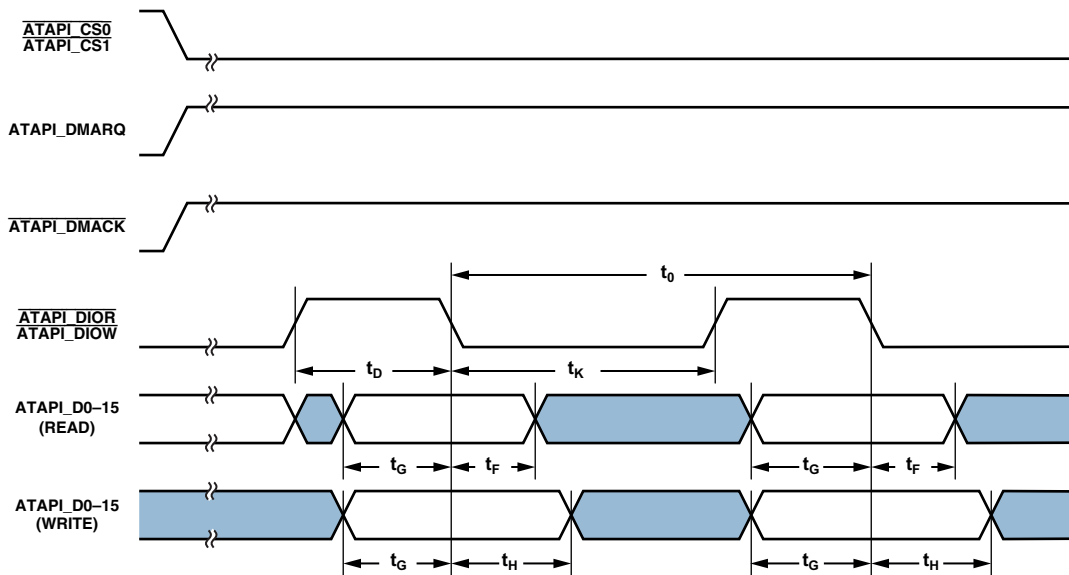 ATAPI_CS0
ATAPI_CS1
ATAPI_DMARQ
ATAPI_DMACK
t0
ATAPI_DIOR
ATAPI_DIOW
tD
tK
ATAPI_D0–15
(READ)
tG
tF
tG
tF
ATAPI_D0–15
(WRITE)
tG
tH
tG
tH